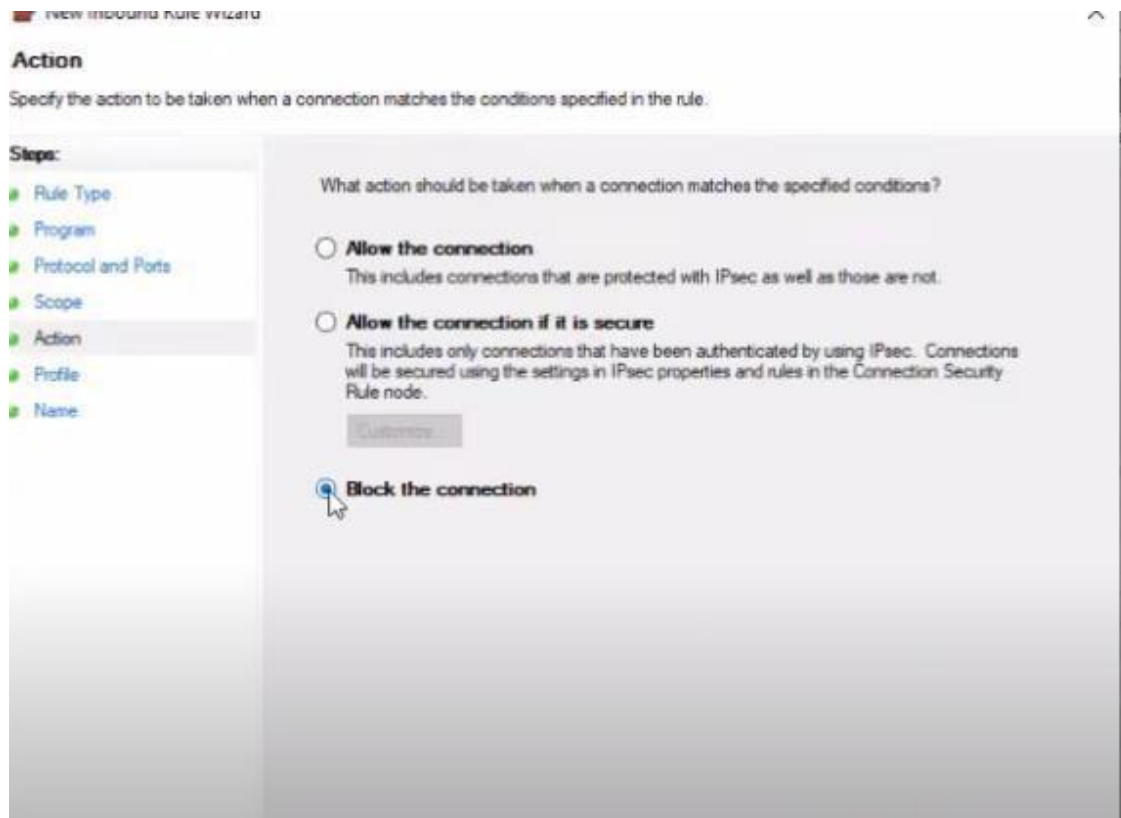 New Inbound Rule Wizard
Action
Specify the action to be taken when a connection matches the conditions specified in the rule.
Steps:
Rule Type
Program
Protocol and Ports
Scope
Action
Profile
Name
What action should be taken when a connection matches the specified conditions?
Allow the connection
This includes connections that are protected with IPsec as well as those are not.
Allow the connection if it is secure
This includes only connections that have been authenticated by using IPsec. Connections
will be secured using the settings in IPsec properties and rules in the Connection Security
Rule node.
Customize...
Block the connection